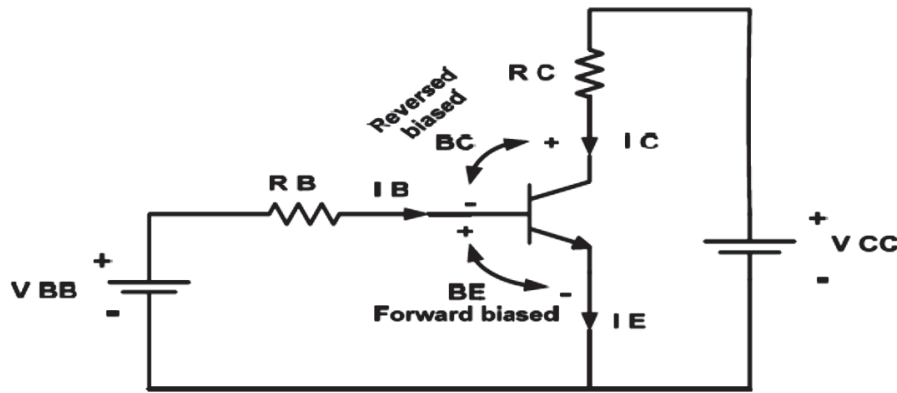 R C
Reversed
biased
BC
+
I C
R B
I B
-
+
+
V BB
-
BE
-
Forward biased
I E
+
V CC
-